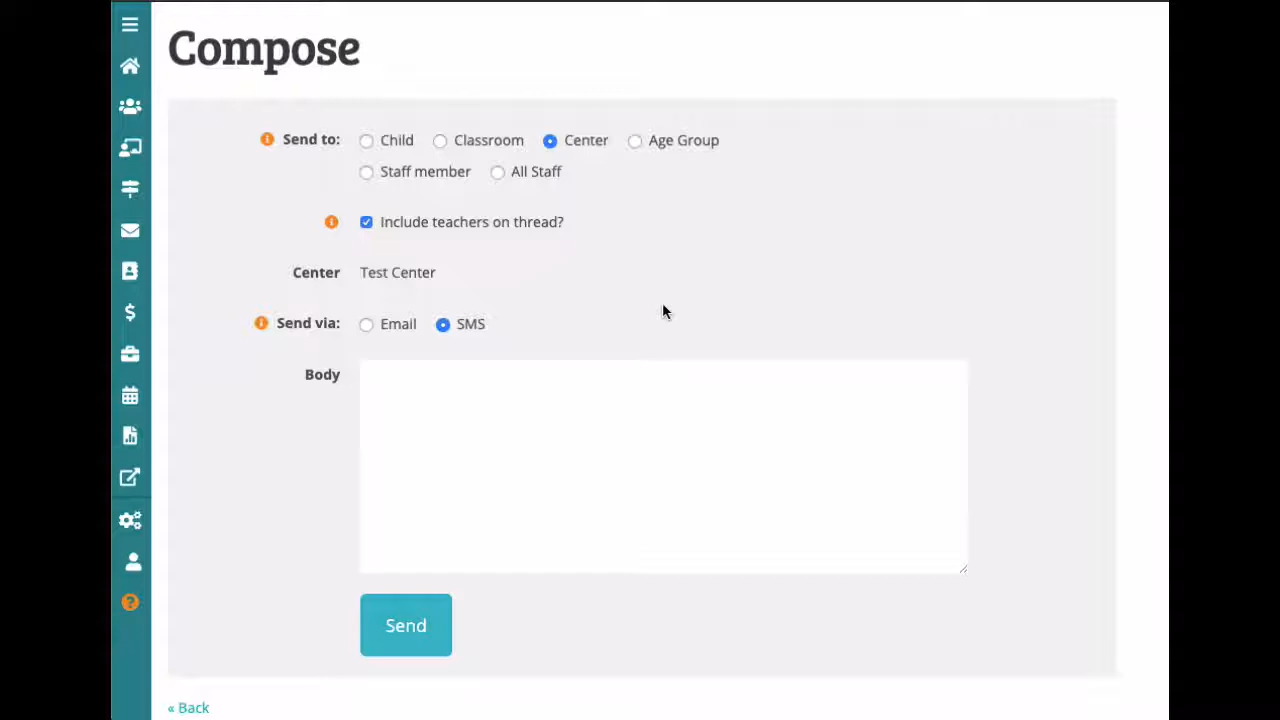 Compose
Send to: Child Classroom Center Age Group
Staff member All Staff
Include teachers on thread?
Center Test Center
Send via: Email SMS
Body
Send
« Back